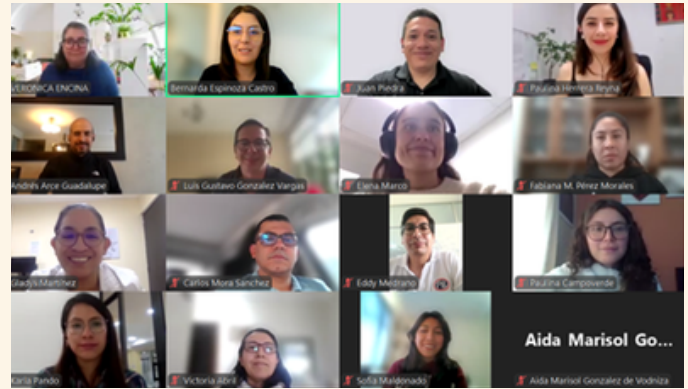 VERONICA ENCINA
Bernarda Espinoza Castro
Juan Piedra
Paulina Herrera Reyna
Andrés Arce Guadalupe
Luis Gustavo Gonzalez Vargas
Elena Marco
Fabiana M. Pérez Morales
Gladys Martinez
Carlos Mora Sanchez
Eddy Medrano
Paulina Campoverde
Karla Pando
Victoria Abril
Sofia Maldonado
Aida Marisol Go...
Aida Marisol Gonzalez de Vodniza